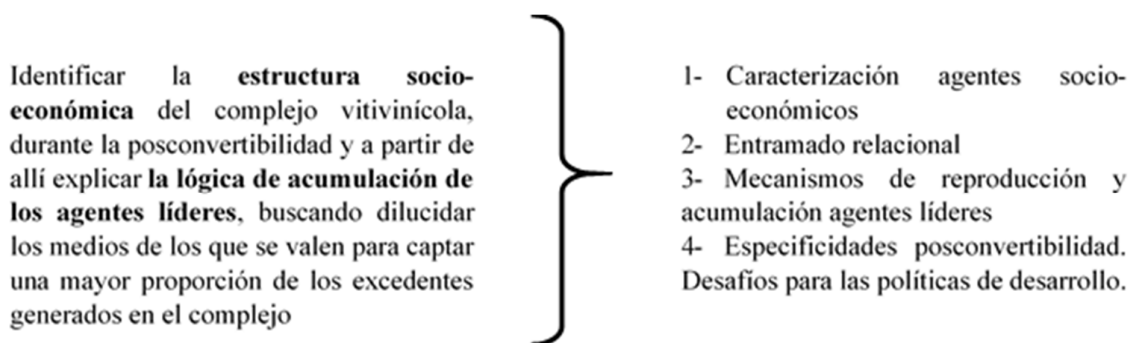 Identificar la estructura socio-
económica del complejo vitivinícola,
durante la posconvertibilidad y a partir de
allí explicar la lógica de acumulación de
los agentes líderes, buscando dilucidar
los medios de los que se valen para captar
una mayor proporción de los excedentes
generados en el complejo
1- Caracterización agentes socio-
económicos
2- Entramado relacional
3- Mecanismos de reproducción y
acumulación agentes líderes
4- Especificidades posconvertibilidad.
Desafíos para las políticas de desarrollo.